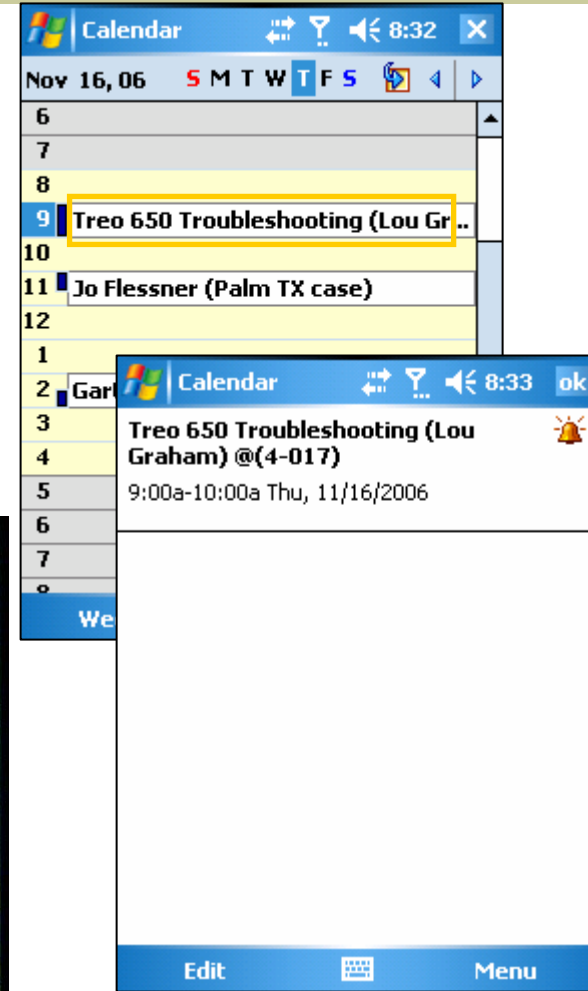 Calendar 8:32
Nov 16, 06 S M T W T F S
6
7
8
9 Treo 650 Troubleshooting (Lou Gr...
10
11 Jo Flessner (Palm TX case)
12
1
2
3
4
5
6
7
Calendar 8:33 ok
Treo 650 Troubleshooting (Lou
Graham) @(4-017)
9:00a-10:00a Thu, 11/16/2006
Edit Menu